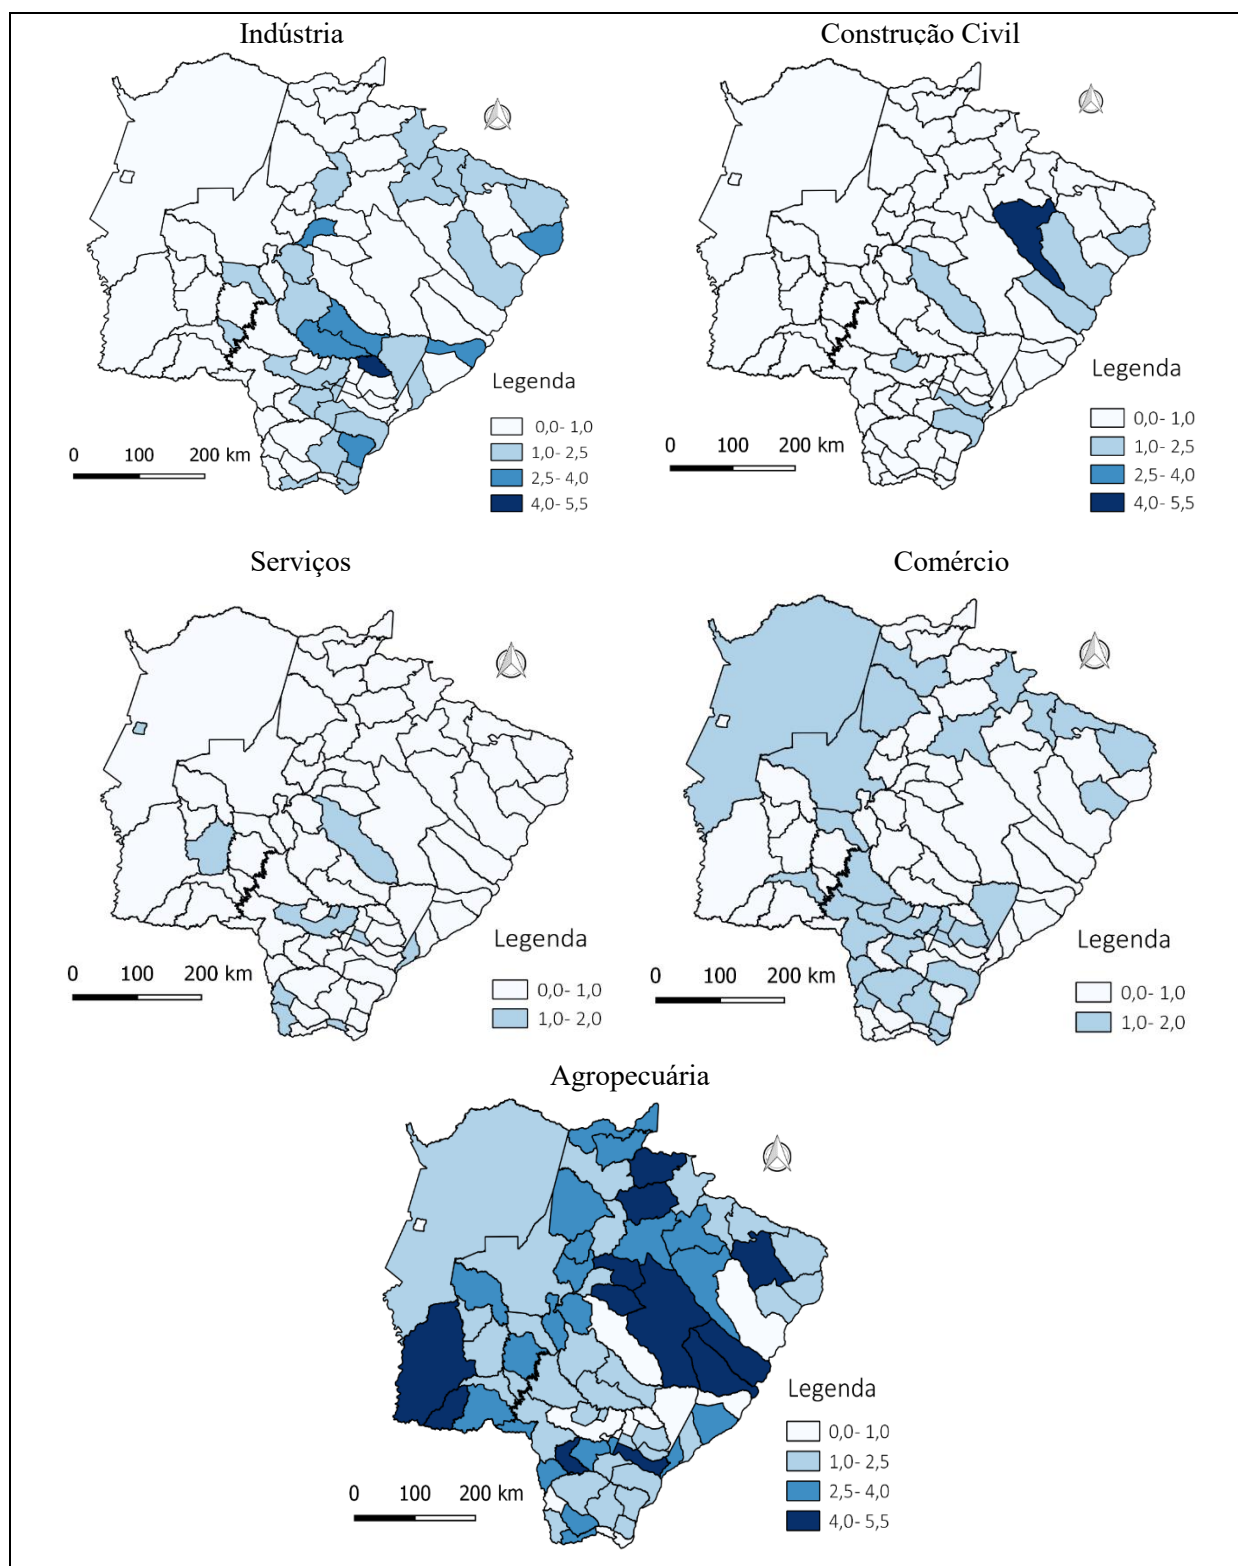 Indústria
Construção Civil
Legenda
0,0- 1,0
1,0- 2,5
2,5- 4,0
4,0- 5,5
0 100 200 km
Legenda
0,0- 1,0
1,0- 2,5
2,5- 4,0
4,0- 5,5
0 100 200 km
Serviços
Comércio
Legenda
0,0- 1,0
1,0- 2,0
0 100 200 km
Legenda
0,0- 1,0
1,0- 2,0
0 100 200 km
Agropecuária
Legenda
0,0- 1,0
1,0- 2,5
2,5- 4,0
4,0- 5,5
0 100 200 km